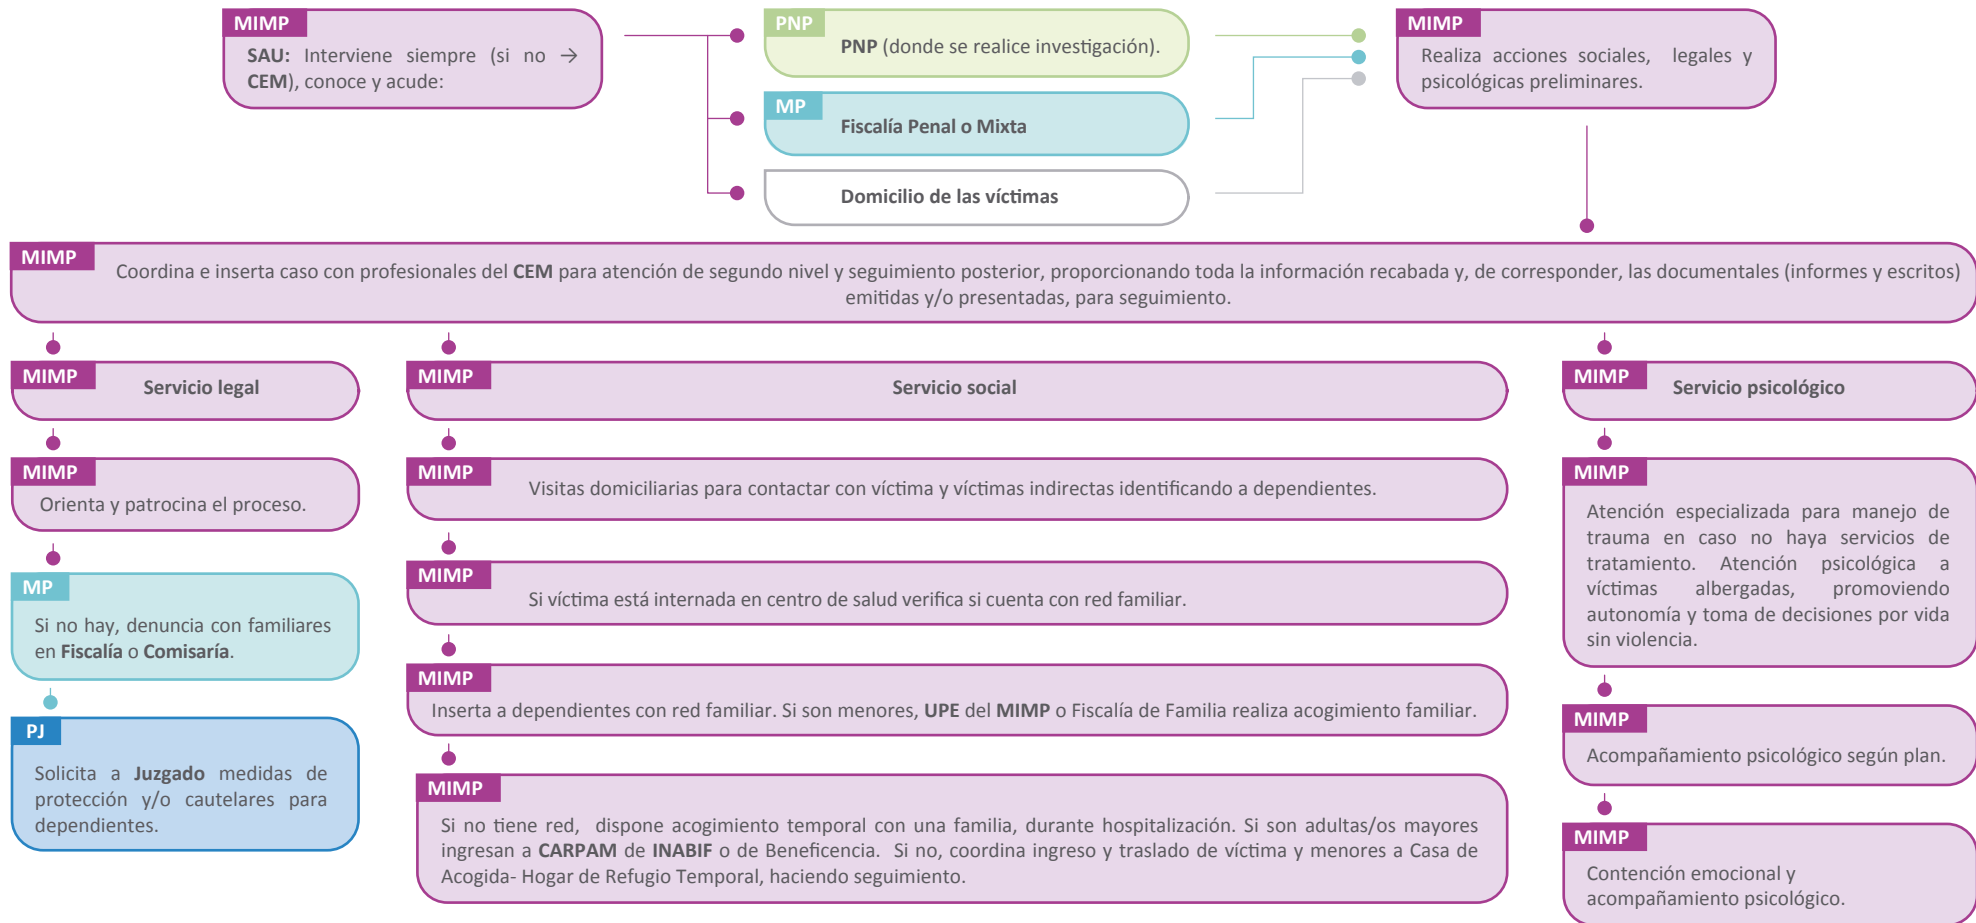 MIMP
SAU: Interviene siempre (si no →
CEM), conoce y acude:
PNP
PNP (donde se realice investigación).
MP
Fiscalía Penal o Mixta
Domicilio de las víctimas
MIMP
Realiza acciones sociales, legales y
psicológicas preliminares.
MIMP
Coordina e inserta caso con profesionales del CEM para atención de segundo nivel y seguimiento posterior, proporcionando toda la información recabada y, de corresponder, las documentales (informes y escritos)
emitidas y/o presentadas, para seguimiento.
MIMP
Servicio legal
MIMP
Orienta y patrocina el proceso.
MP
Si no hay, denuncia con familiares
en Fiscalía o Comisaría.
PJ
Solicita a Juzgado medidas de
protección y/o cautelares para
dependientes.
MIMP
Servicio social
MIMP
Visitas domiciliarias para contactar con víctima y víctimas indirectas identificando a dependientes.
MIMP
Si víctima está internada en centro de salud verifica si cuenta con red familiar.
MIMP
Inserta a dependientes con red familiar. Si son menores, UPE del MIMP o Fiscalía de Familia realiza acogimiento familiar.
MIMP
Si no tiene red, dispone acogimiento temporal con una familia, durante hospitalización. Si son adultas/os mayores
ingresan a CARPAM de INABIF o de Beneficencia. Si no, coordina ingreso y traslado de víctima y menores a Casa de
Acogida- Hogar de Refugio Temporal, haciendo seguimiento.
MIMP
Servicio psicológico
MIMP
Atención especializada para manejo de
trauma en caso no haya servicios de
tratamiento. Atención psicológica a
víctimas albergadas, promoviendo
autonomía y toma de decisiones por vida
sin violencia.
MIMP
Acompañamiento psicológico según plan.
MIMP
Contención emocional y
acompañamiento psicológico.